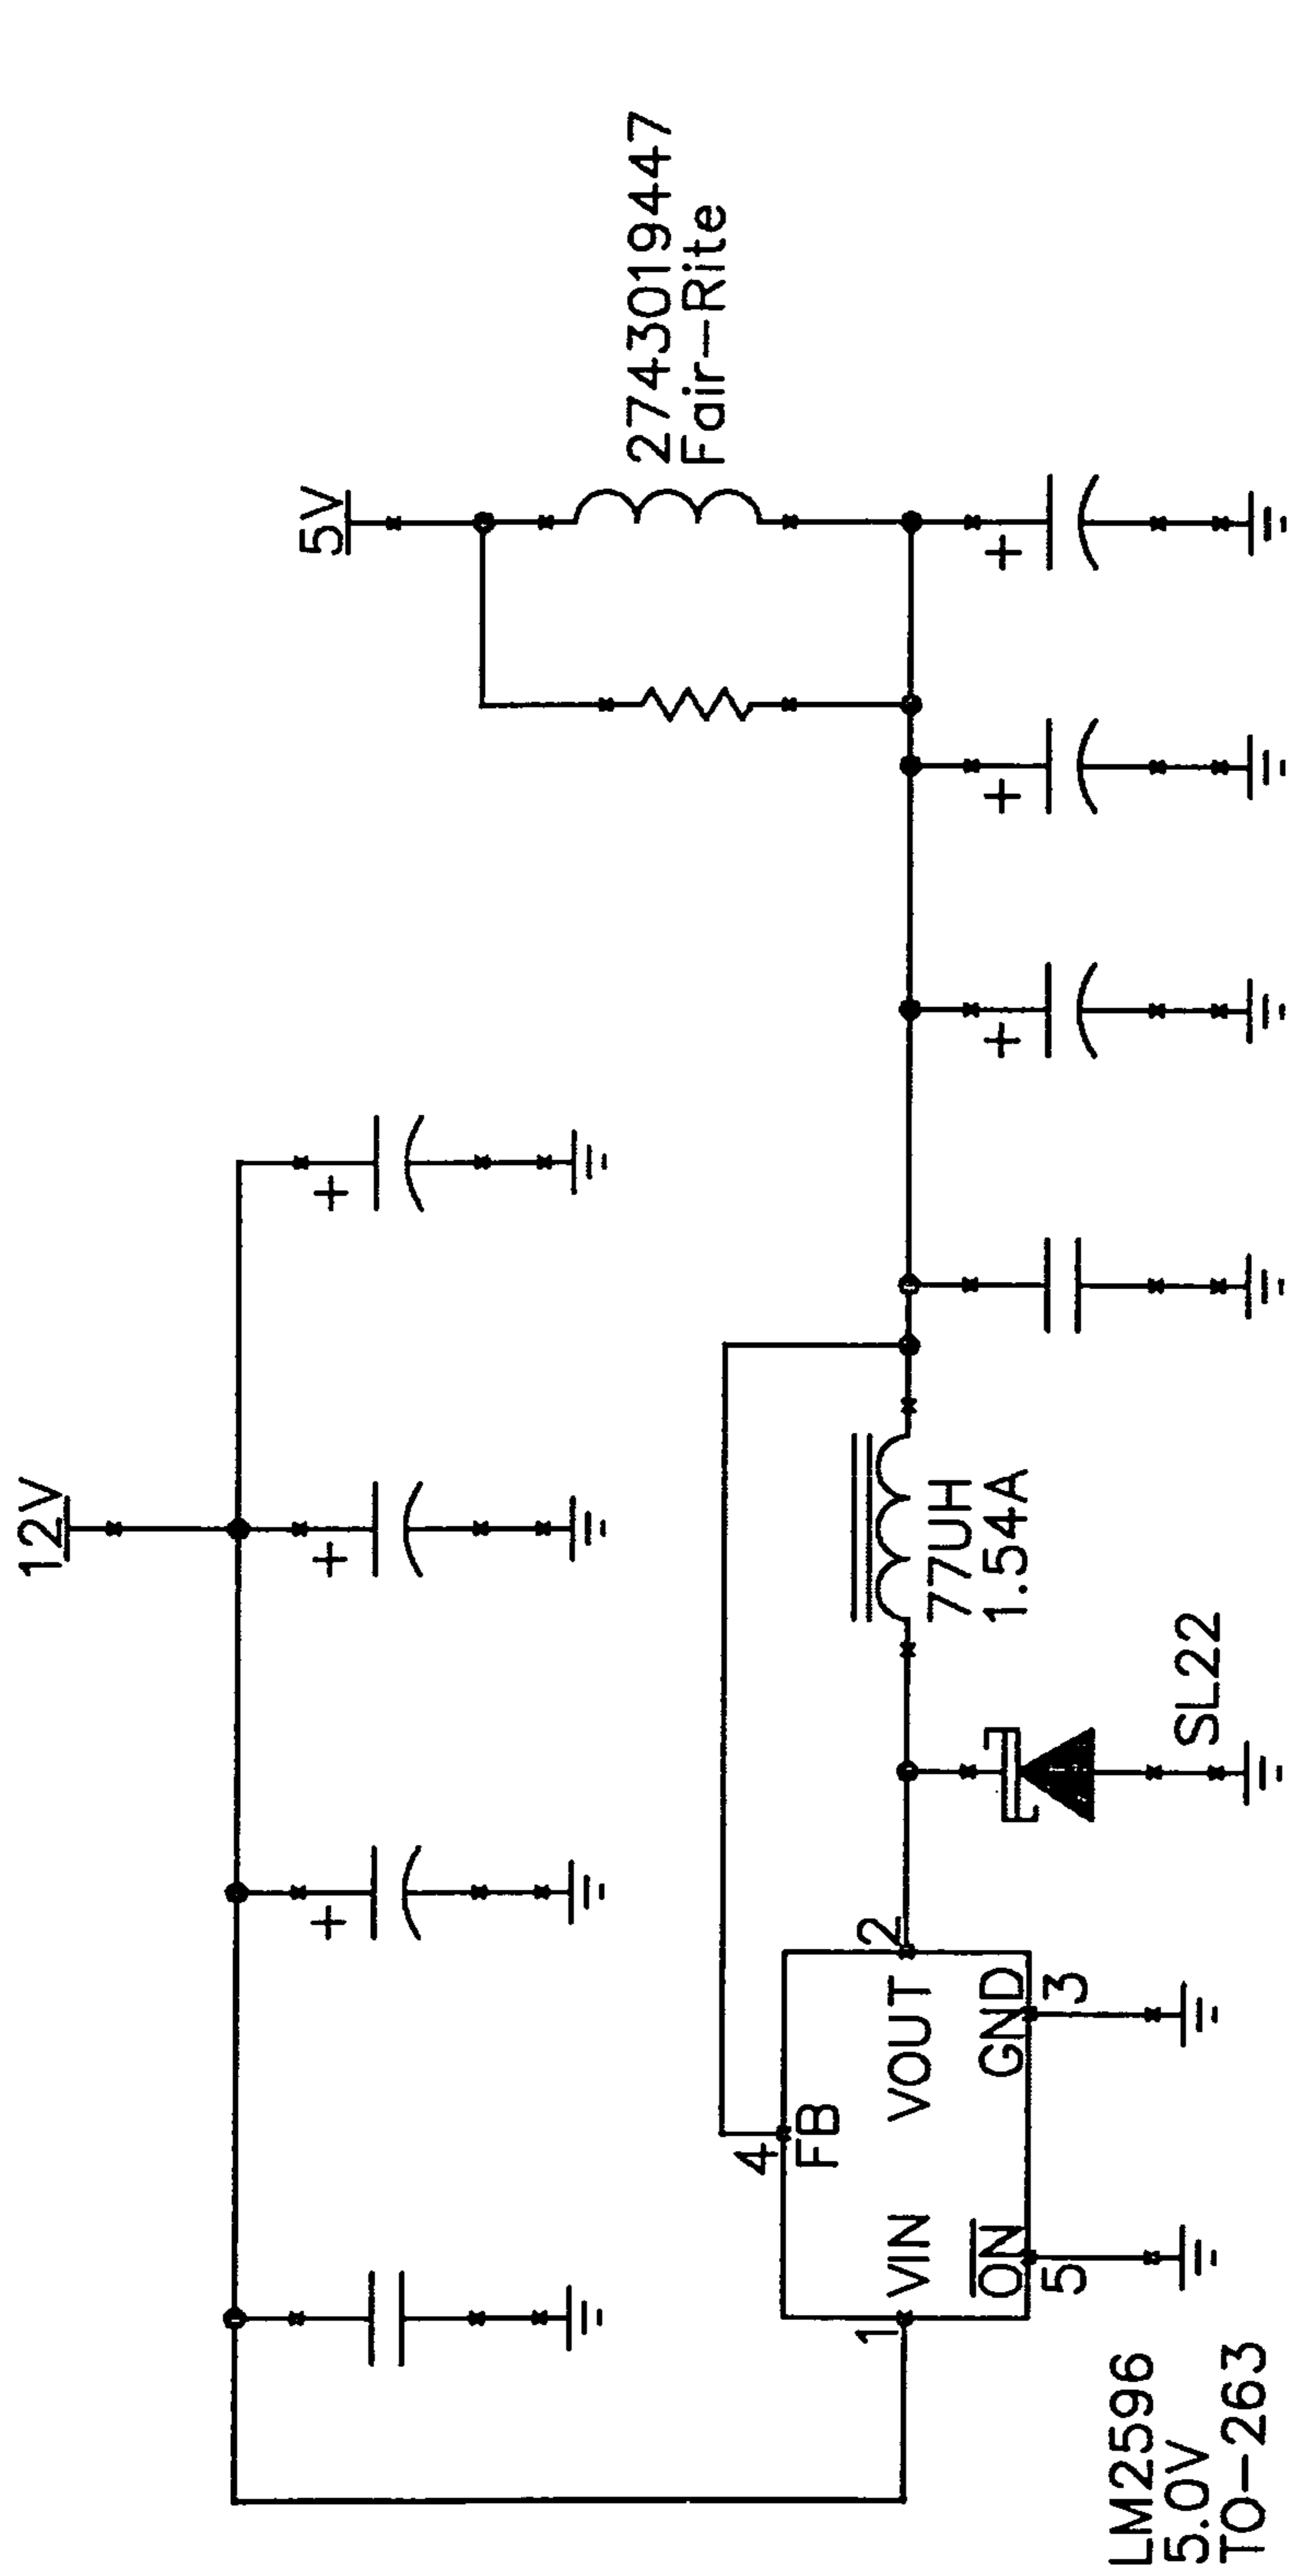 12V
5V
2743019447
Fair-Rite
+
+
+
+
+
+
4
FB
1
VIN
VOUT
2
ON
5
GND
3
77UH
1.54A
SL22
LM2596
5.0V
TO-263